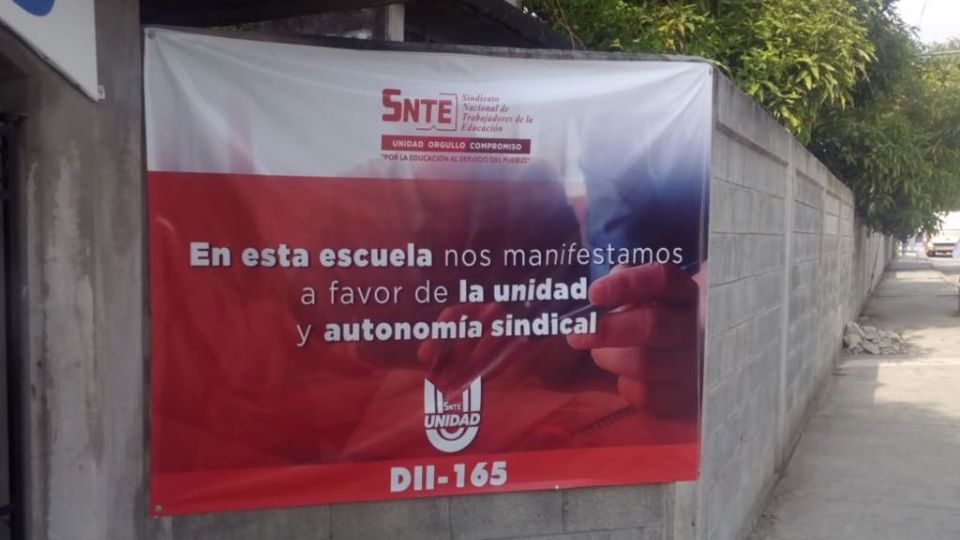 SNTE
Sindicato
Nacional de
Trabajadores de la
Educación
UNIDAD ORGULLO COMPROMISO
"POR LA EDUCACIÓN AL SERVICIO DEL PUEBLO"
En esta escuela nos manifestamos
a favor de la unidad
y autonomía sindical
SNTE
UNIDAD
DII-165